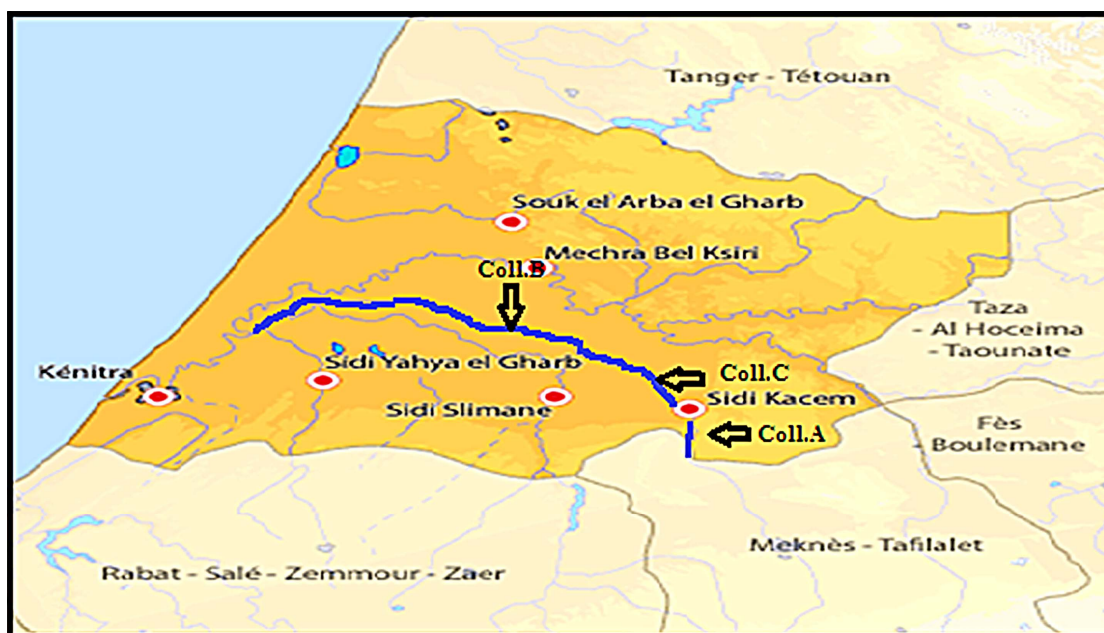 Tanger - Tétouan
Souk el Arba el Gharb
Mechra Bel Ksiri
Coll.B
Taza
- Al Hoceima
- Taounate
Kénitra
Sidi Yahya el Gharb
Coll.C
Sidi Kacem
Sidi Slimane
Coll.A
Fès
- Boulemane
Meknès - Tafilalet
Rabat - Salé - Zemmour - Zaer